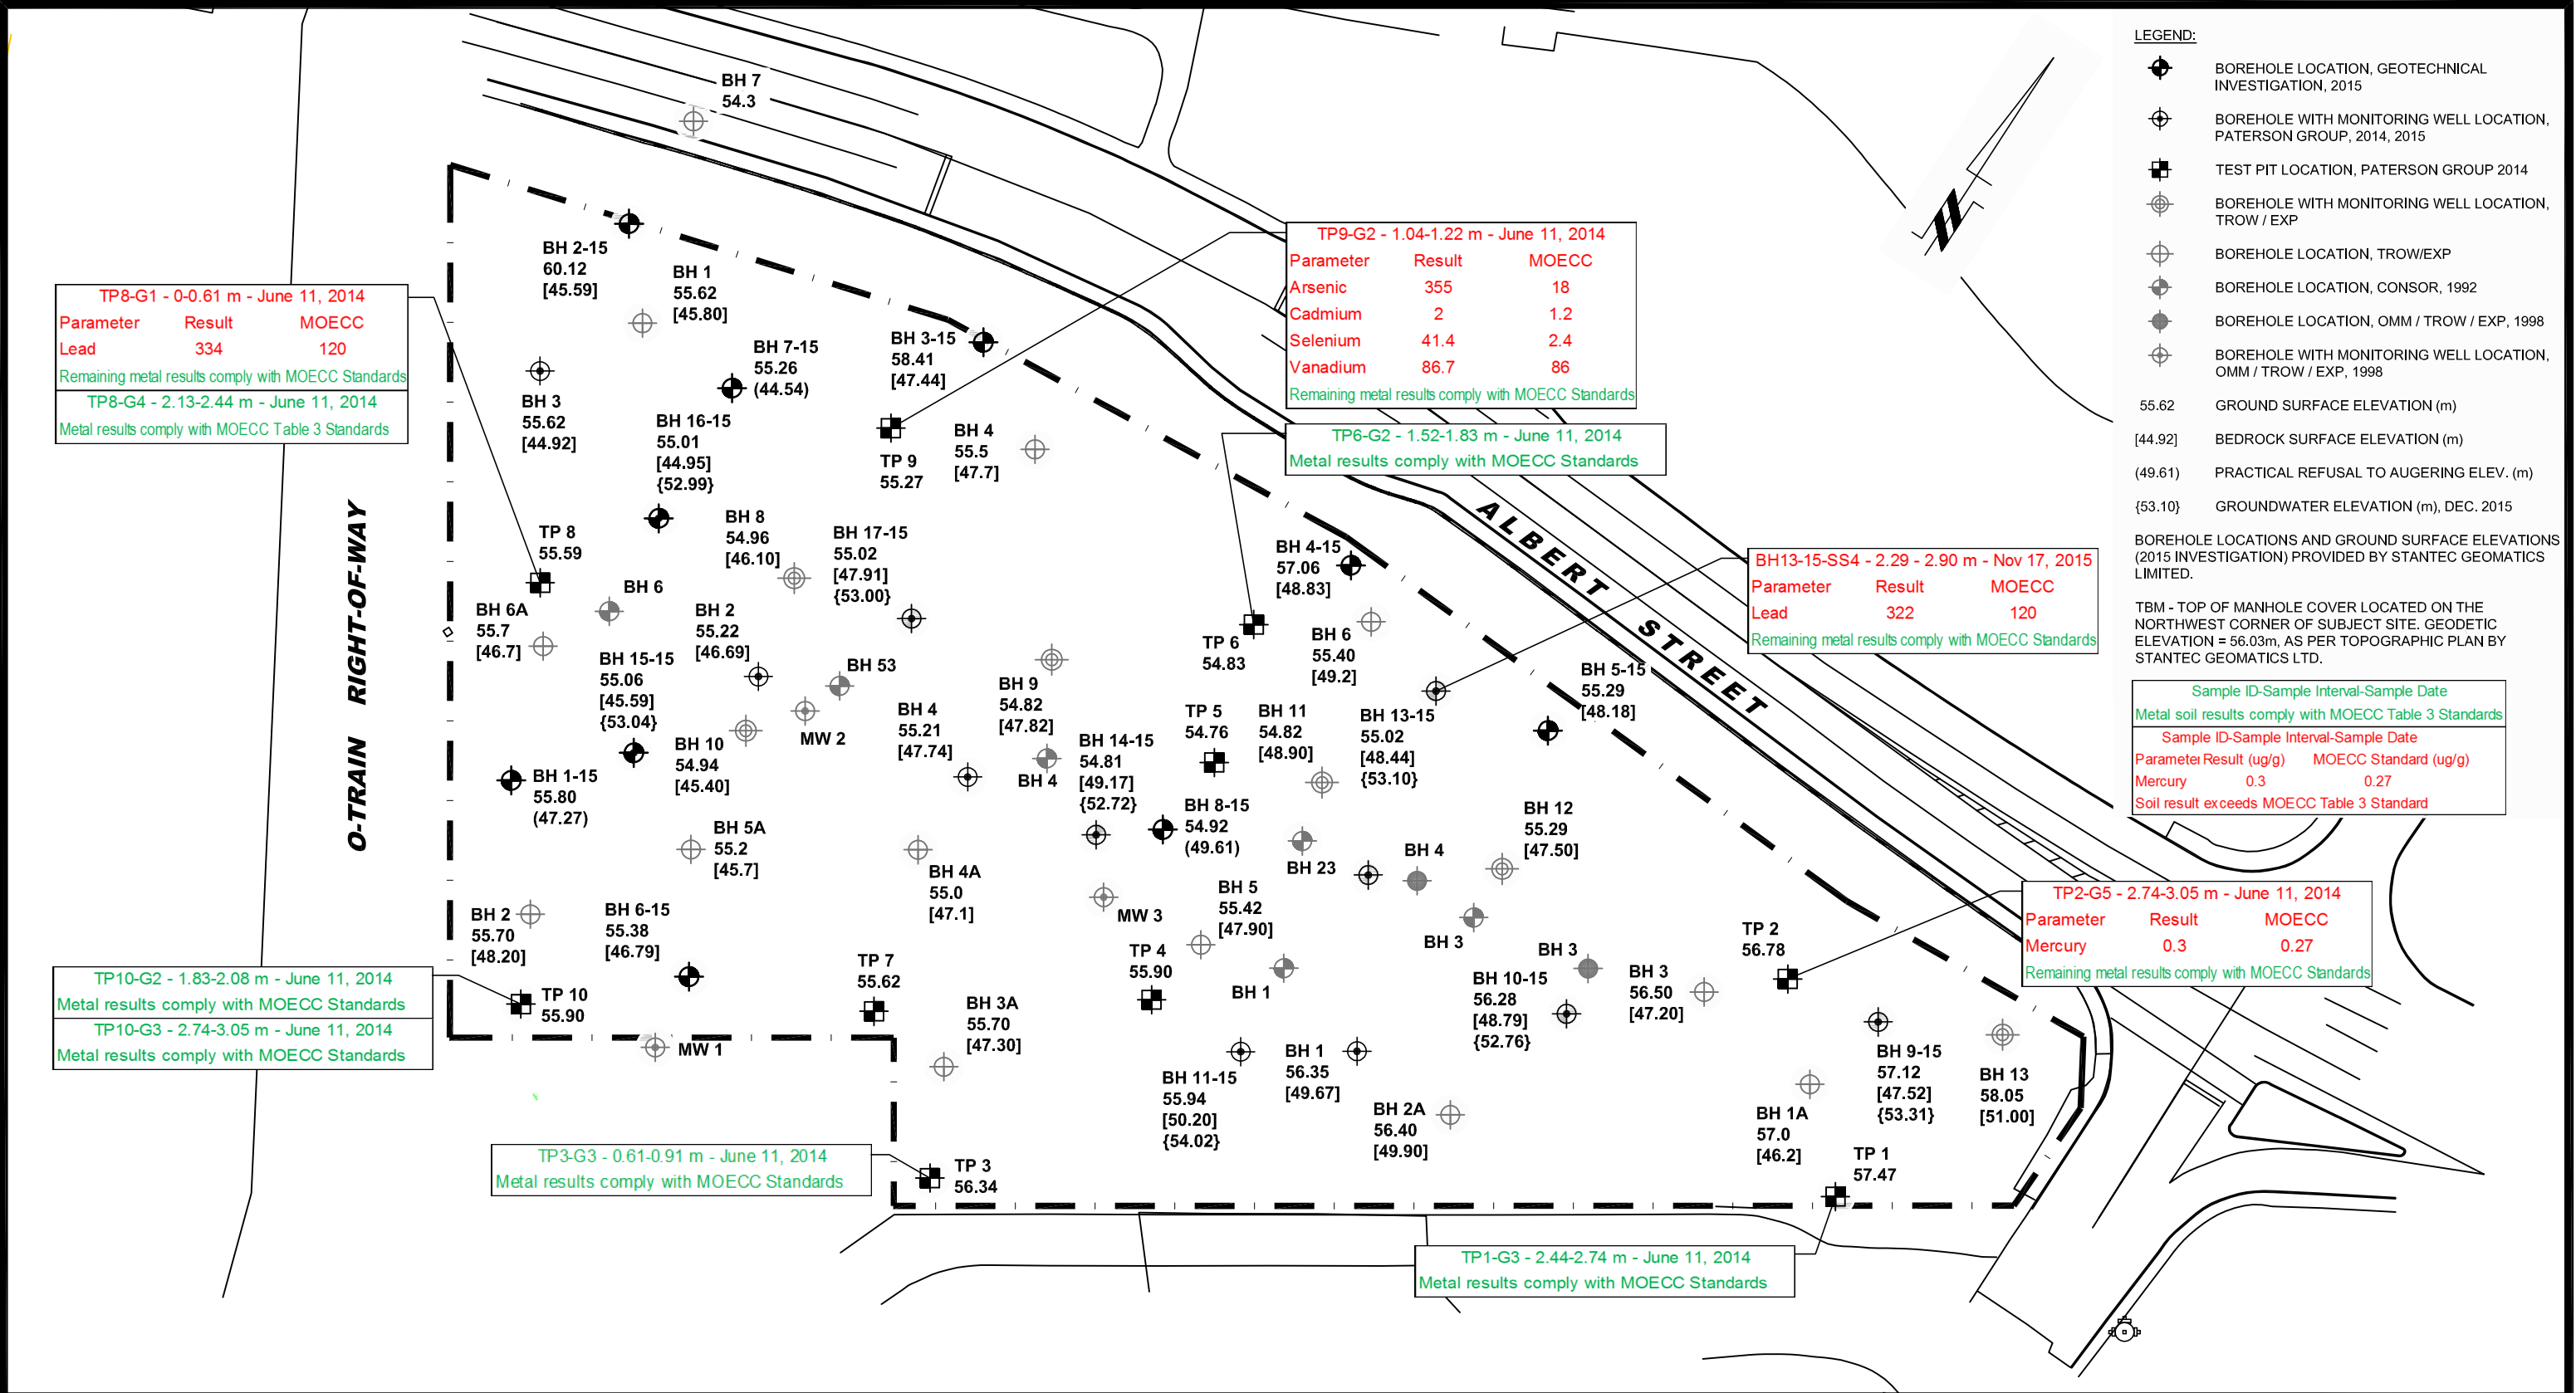 BH 7
54.3
BH 2-15
60.12
[45.59]
BH 1
55.62
[45.80]
TP8-G1 - 0-0.61 m - June 11, 2014
Parameter Result MOECC
Lead 334 120
Remaining metal results comply with MOECC Standards
TP8-G4 - 2.13-2.44 m - June 11, 2014
Metal results comply with MOECC Table 3 Standards
BH 3
55.62
[44.92]
BH 7-15
55.26
(44.54)
BH 3-15
58.41
[47.44]
TP9-G2 - 1.04-1.22 m - June 11, 2014
Parameter Result MOECC
Arsenic 355 18
Cadmium 2 1.2
Selenium 41.4 2.4
Vanadium 86.7 86
Remaining metal results comply with MOECC Standards
TP6-G2 - 1.52-1.83 m - June 11, 2014
Metal results comply with MOECC Standards
BH 16-15
55.01
[44.95]
{52.99}
TP 9
55.27
BH 4
55.5
[47.7]
O-TRAIN RIGHT-OF-WAY
TP 8
55.59
BH 8
54.96
[46.10]
BH 17-15
55.02
[47.91]
{53.00}
BH 4-15
57.06
[48.83]
ALBERT STREET
BH13-15-SS4 - 2.29 - 2.90 m - Nov 17, 2015
Parameter Result MOECC
Lead 322 120
Remaining metal results comply with MOECC Standards
BH 6A
55.7
[46.7]
BH 6
BH 2
55.22
[46.69]
TP 6
54.83
BH 6
55.40
[49.2]
BH 15-15
55.06
[45.59]
{53.04}
BH 53
MW 2
BH 4
55.21
[47.74]
BH 9
54.82
[47.82]
BH 5-15
55.29
[48.18]
BH 10
54.94
[45.40]
BH 4
BH 14-15
54.81
[49.17]
{52.72}
TP 5
54.76
BH 11
54.82
[48.90]
BH 13-15
55.02
[48.44]
{53.10}
BH 1-15
55.80
(47.27)
BH 8-15
54.92
(49.61)
BH 12
55.29
[47.50]
BH 5A
55.2
[45.7]
BH 4A
55.0
[47.1]
BH 23
BH 4
BH 2
55.70
[48.20]
BH 6-15
55.38
[46.79]
MW 3
BH 5
55.42
[47.90]
BH 3
TP 2
56.78
TP2-G5 - 2.74-3.05 m - June 11, 2014
Parameter Result MOECC
Mercury 0.3 0.27
Remaining metal results comply with MOECC Standards
TP10-G2 - 1.83-2.08 m - June 11, 2014
Metal results comply with MOECC Standards
TP10-G3 - 2.74-3.05 m - June 11, 2014
Metal results comply with MOECC Standards
TP 10
55.90
TP 7
55.62
TP 4
55.90
BH 1
BH 3
BH 10-15
56.28
[48.79]
{52.76}
BH 3
56.50
[47.20]
MW 1
BH 3A
55.70
[47.30]
BH 11-15
55.94
[50.20]
{54.02}
BH 1
56.35
[49.67]
BH 2A
56.40
[49.90]
BH 1A
57.0
[46.2]
BH 9-15
57.12
[47.52]
{53.31}
BH 13
58.05
[51.00]
TP3-G3 - 0.61-0.91 m - June 11, 2014
Metal results comply with MOECC Standards
TP 3
56.34
TP 1
57.47
TP1-G3 - 2.44-2.74 m - June 11, 2014
Metal results comply with MOECC Standards
LEGEND:
BOREHOLE LOCATION, GEOTECHNICAL
INVESTIGATION, 2015
BOREHOLE WITH MONITORING WELL LOCATION,
PATERSON GROUP, 2014, 2015
TEST PIT LOCATION, PATERSON GROUP 2014
BOREHOLE WITH MONITORING WELL LOCATION,
TROW / EXP
BOREHOLE LOCATION, TROW/EXP
BOREHOLE LOCATION, CONSOR, 1992
BOREHOLE LOCATION, OMM / TROW / EXP, 1998
BOREHOLE WITH MONITORING WELL LOCATION,
OMM / TROW / EXP, 1998
55.62 GROUND SURFACE ELEVATION (m)
[44.92] BEDROCK SURFACE ELEVATION (m)
(49.61) PRACTICAL REFUSAL TO AUGERING ELEV. (m)
{53.10} GROUNDWATER ELEVATION (m), DEC. 2015
BOREHOLE LOCATIONS AND GROUND SURFACE ELEVATIONS
(2015 INVESTIGATION) PROVIDED BY STANTEC GEOMATICS
LIMITED.
TBM - TOP OF MANHOLE COVER LOCATED ON THE
NORTHWEST CORNER OF SUBJECT SITE. GEODETIC
ELEVATION = 56.03m, AS PER TOPOGRAPHIC PLAN BY
STANTEC GEOMATICS LTD.
Sample ID-Sample Interval-Sample Date
Metal soil results comply with MOECC Table 3 Standards
Sample ID-Sample Interval-Sample Date
Parameter Result (ug/g) MOECC Standard (ug/g)
Mercury 0.3 0.27
Soil result exceeds MOECC Table 3 Standard